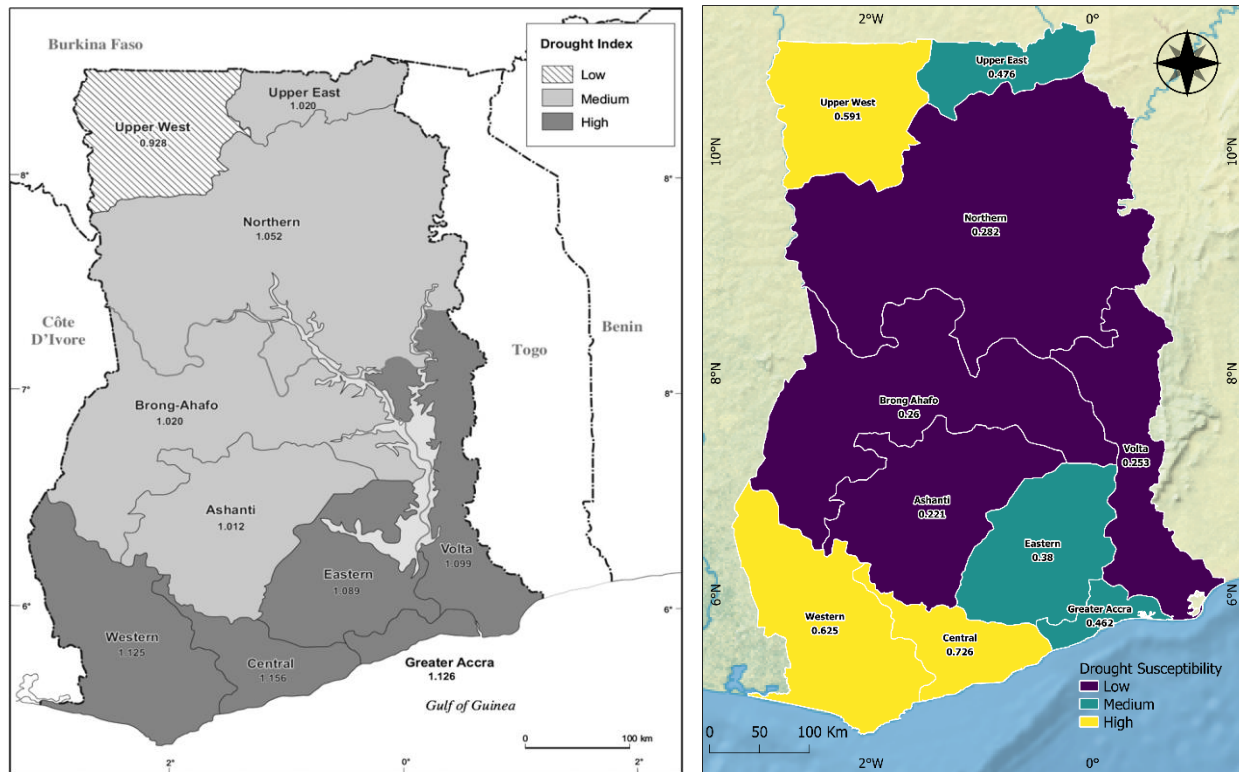 Burkina Faso
Drought Index
Low
Medium
High
Upper East
1.020
Upper West
0.928
8°
8°
Northern
1.052
Côte
D'Ivore
Togo
Benin
7°
8°
Brong-Ahafo
1.020
Ashanti
1.012
Volta
1.099
Eastern
1.089
6°
6°
Western
1.125
Central
1.156
Greater Accra
1.126
Gulf of Guinea
0
100 km
2°
0°
2°
2°W
0°
Upper East
0.476
Upper West
0.591
10°N
10°N
Northern
0.282
8°N
8°N
Brong Ahafo
0.26
Volta
0.253
Ashanti
0.221
Eastern
0.38
6°N
6°N
Greater Accra
0.462
Western
0.625
Central
0.726
Drought Susceptibility
Low
Medium
High
0 50 100 Km
2°W
0°